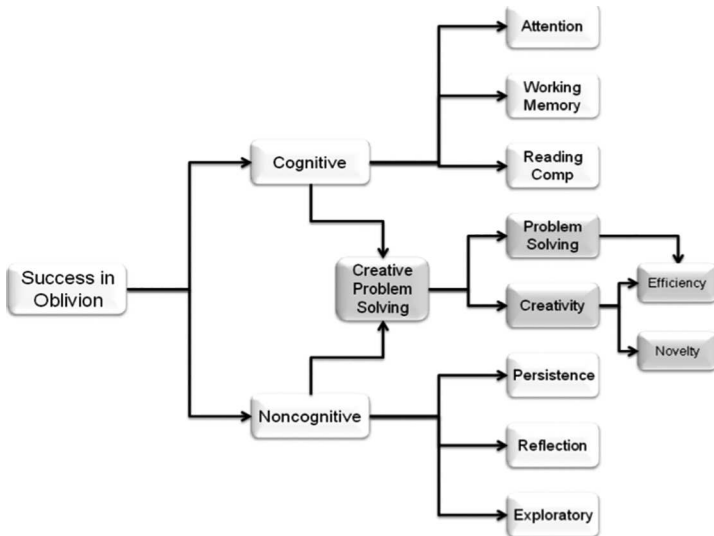 Attention
Working
Memory
Cognitive
Reading
Comp
Success in
Oblivion
Creative
Problem
Solving
Problem
Solving
Efficiency
Creativity
Novelty
Noncognitive
Persistence
Reflection
Exploratory